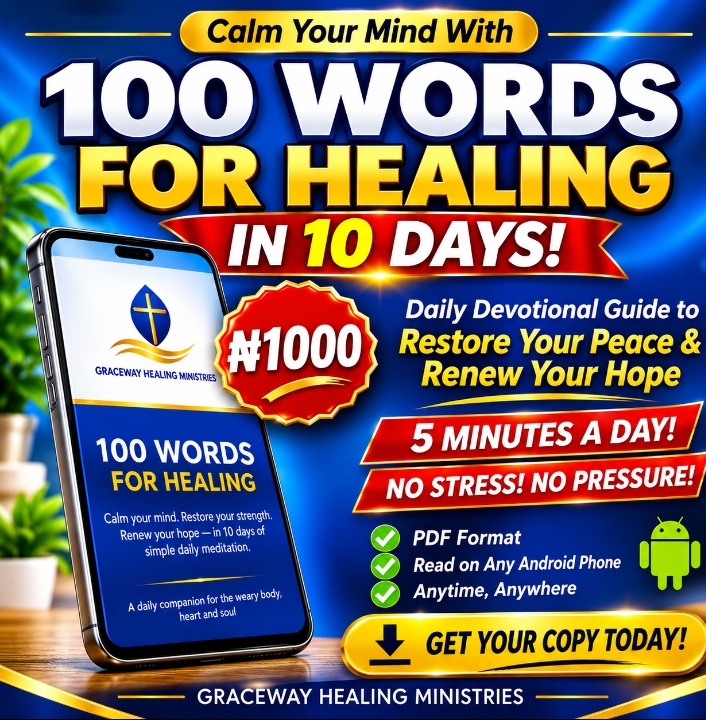 Calm Your Mind With
100 WORDS
FOR HEALING
IN 10 DAYS!
GRACEWAY HEALING MINISTRIES
100 WORDS
FOR HEALING
Calm your mind. Restore your strength.
Renew your hope — in 10 days of
simple daily meditation.
A daily companion for the weary body,
heart and soul
₦1000
Daily Devotional Guide to
Restore Your Peace &
Renew Your Hope
5 MINUTES A DAY!
NO STRESS! NO PRESSURE!
PDF Format
Read on Any Android Phone
Anytime, Anywhere
GET YOUR COPY TODAY!
GRACEWAY HEALING MINISTRIES